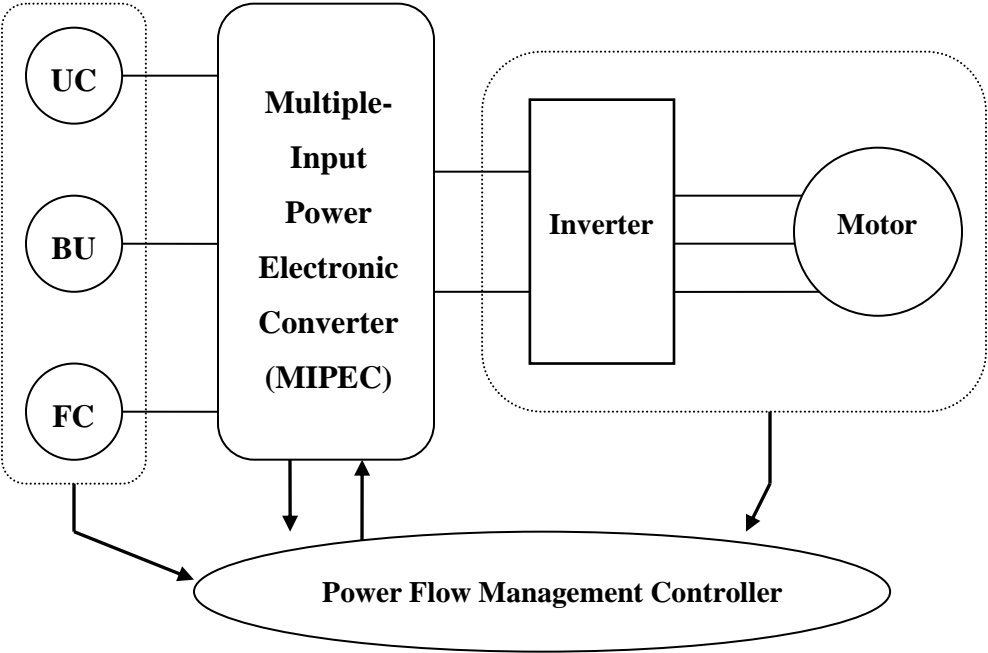 UC
BU
FC
Multiple-
Input
Power
Electronic
Converter
(MIPEC)
Inverter
Motor
Power Flow Management Controller